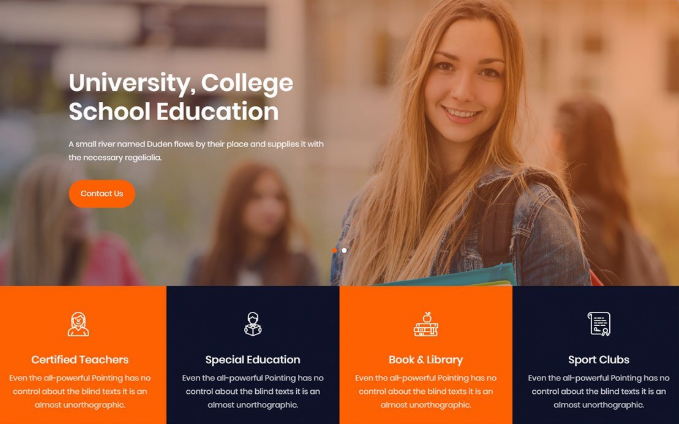 University, College
School Education
A small river named Duden flows by their place and supplies it with
the necessary regelialia.
Contact Us
Certified Teachers
Even the all-powerful Pointing has no
control about the blind texts it is an
almost unorthographic.
Special Education
Even the all-powerful Pointing has no
control about the blind texts it is an
almost unorthographic.
Book & Library
Even the all-powerful Pointing has no
control about the blind texts it is an
almost unorthographic.
Sport Clubs
Even the all-powerful Pointing has no
control about the blind texts it is an
almost unorthographic.